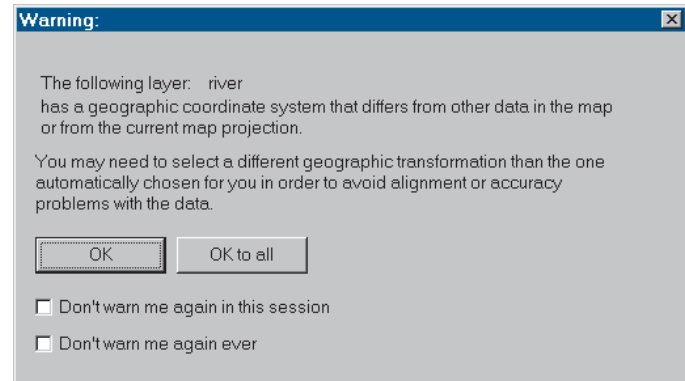 Warning:
The following layer: river
has a geographic coordinate system that differs from other data in the map
or from the current map projection.
You may need to select a different geographic transformation than the one
automatically chosen for you in order to avoid alignment or accuracy
problems with the data.
OK
OK to all
Don't warn me again in this session
Don't warn me again ever